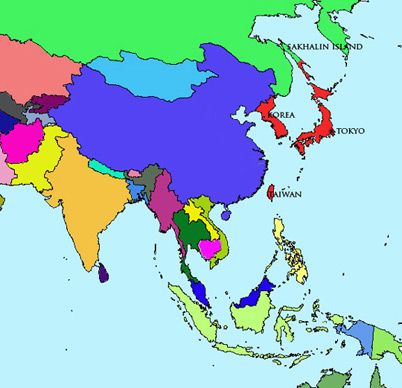 SAKHALIN ISLAND
KOREA
TOKYO
TAIWAN